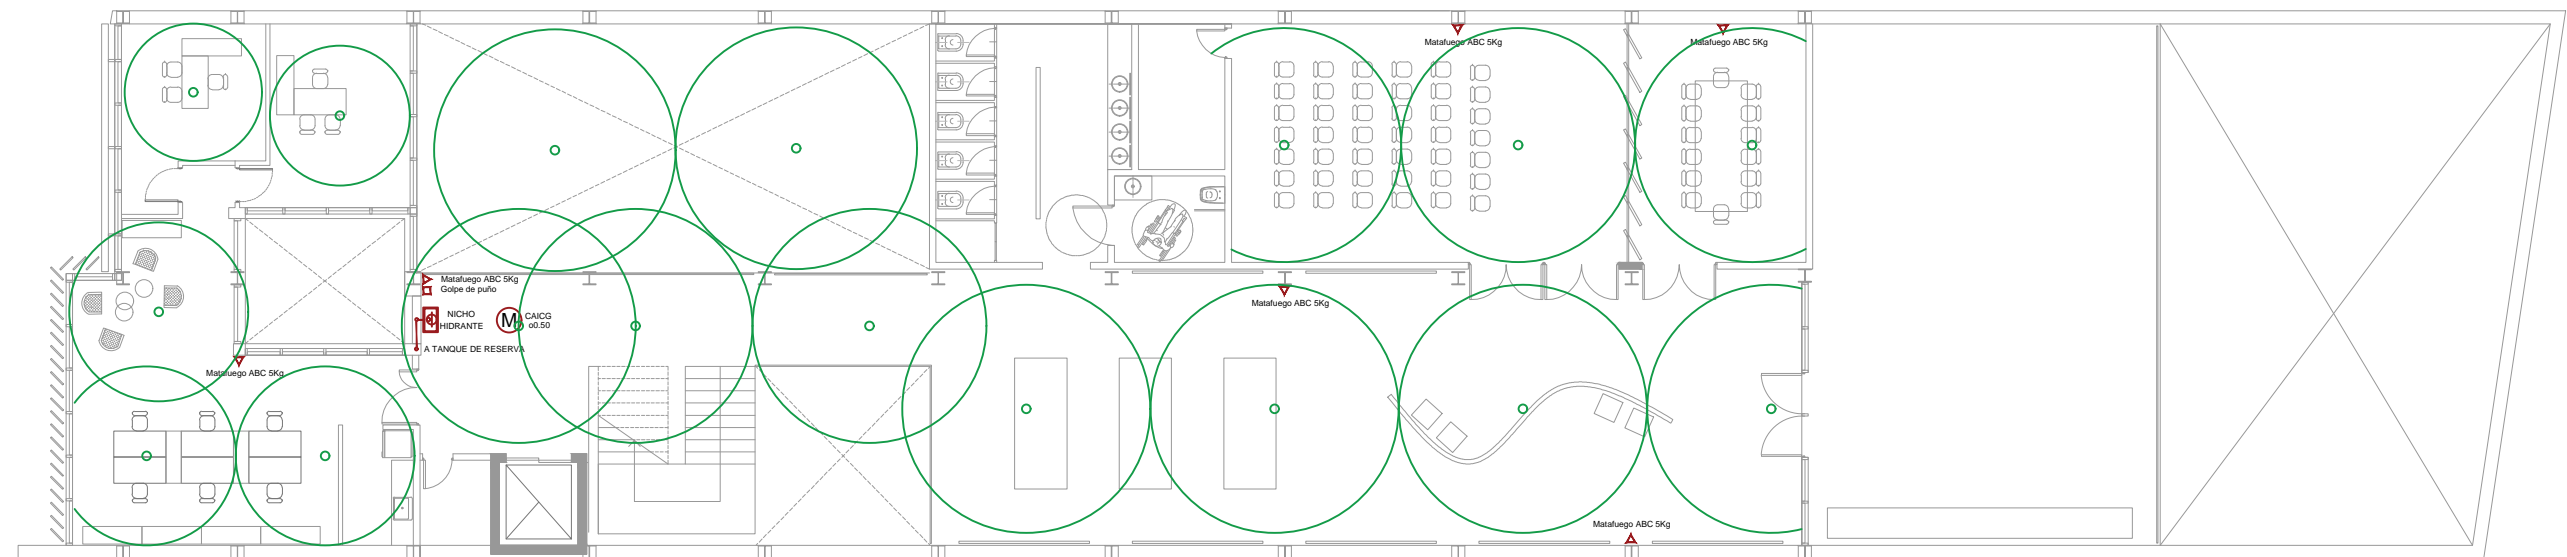 Matafuego ABC 5Kg
Matafuego ABC 5Kg
Matafuego ABC 5Kg
Golpe de puño
NICHO
HIDRANTE
M
CAICG
o0.50
A TANQUE DE RESERVA
Matafuego ABC 5Kg
Matafuego ABC 5Kg
Matafuego ABC 5Kg